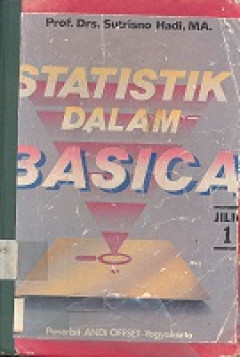 Prof. Drs. Sutrisno Hadi, MA.
STATISTIK
DALAM
BASICA
JILID
1
Penerbit ANDI OFFSET Yogyakarta